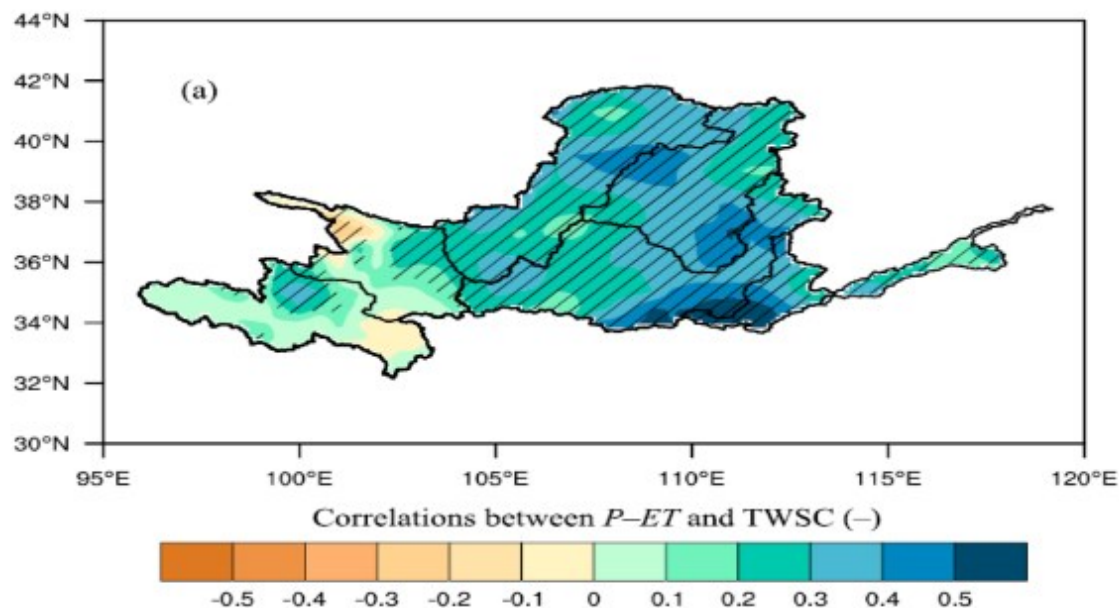 44°N
42°N
(a)
40°N
38°N
36°N
34°N
32°N
30°N
95°E 100°E 105°E 110°E 115°E 120°E
Correlations between P–ET and TWSC (–)
-0.5 -0.4 -0.3 -0.2 -0.1 0 0.1 0.2 0.3 0.4 0.5